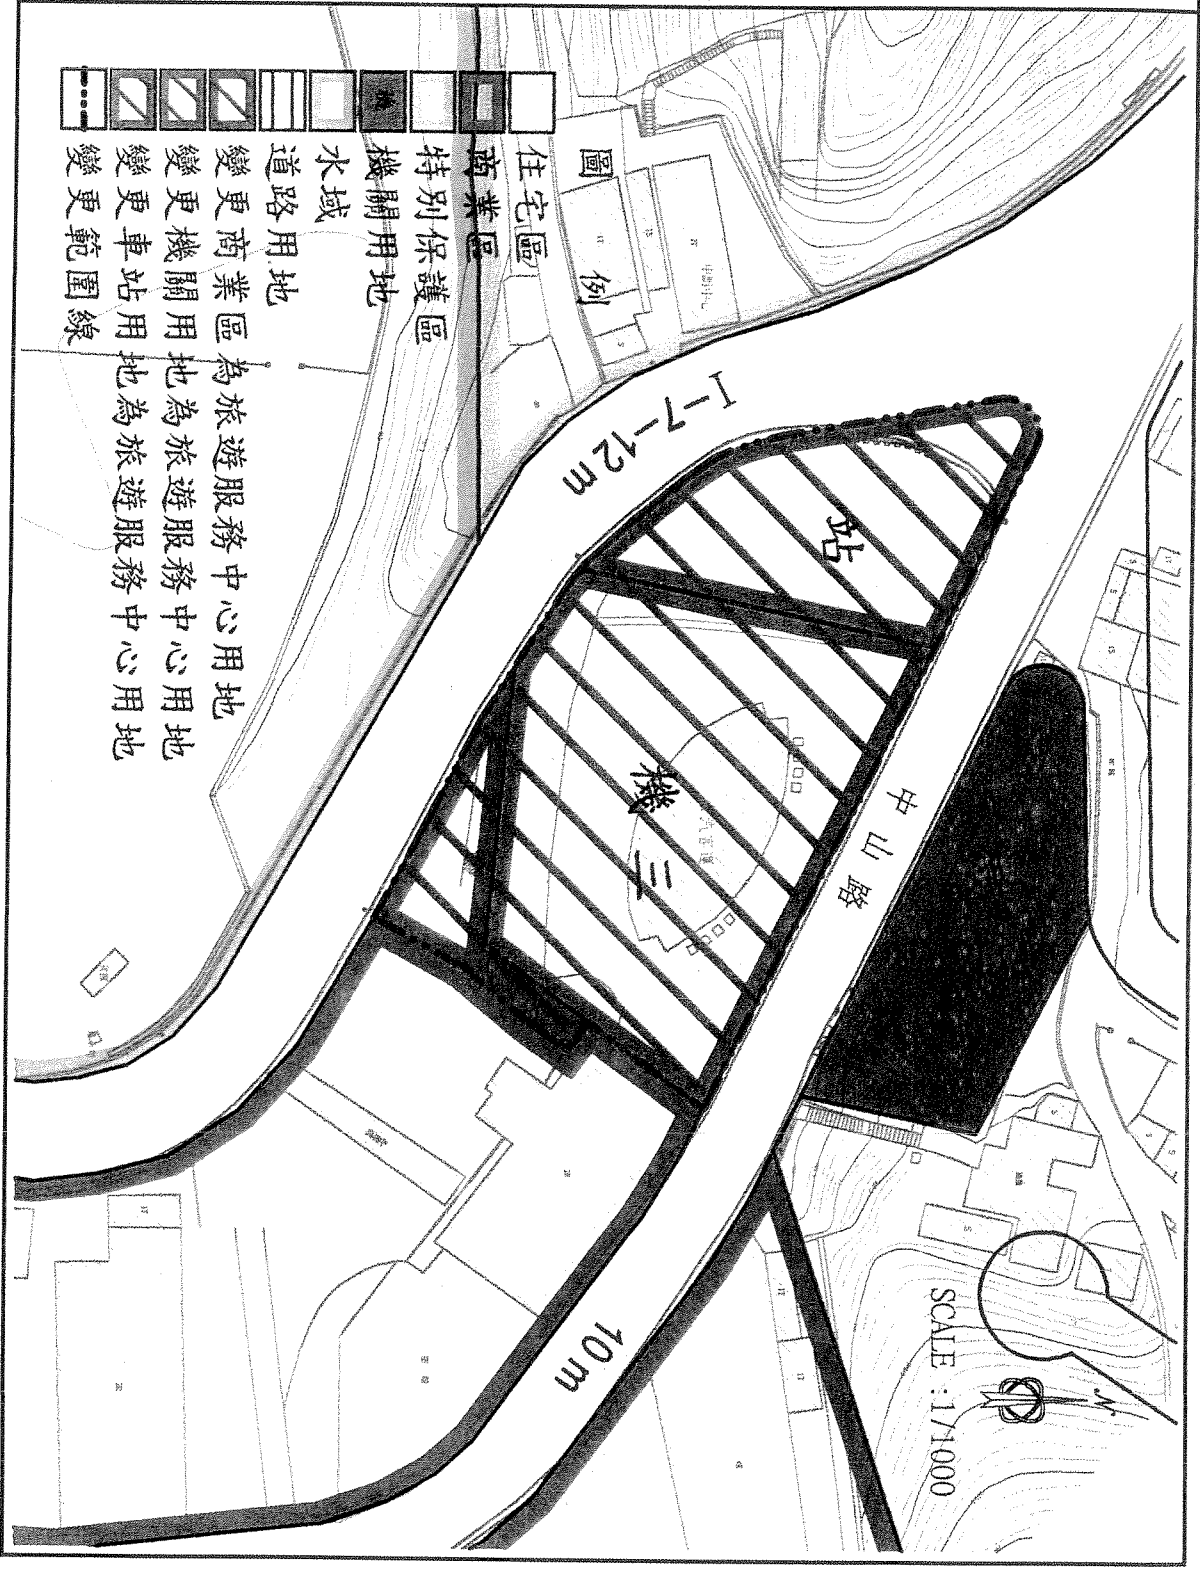 圖例
住宅區
商業區
特別保護區
機關用地
水域
道路用地
變更商業區為旅遊服務中心用地
變更機關用地為旅遊服務中心用地
變更車站用地為旅遊服務中心用地
變更範圍線
機
I-7-12m
站
機三
中山路
10m
N
SCALE :1/1000